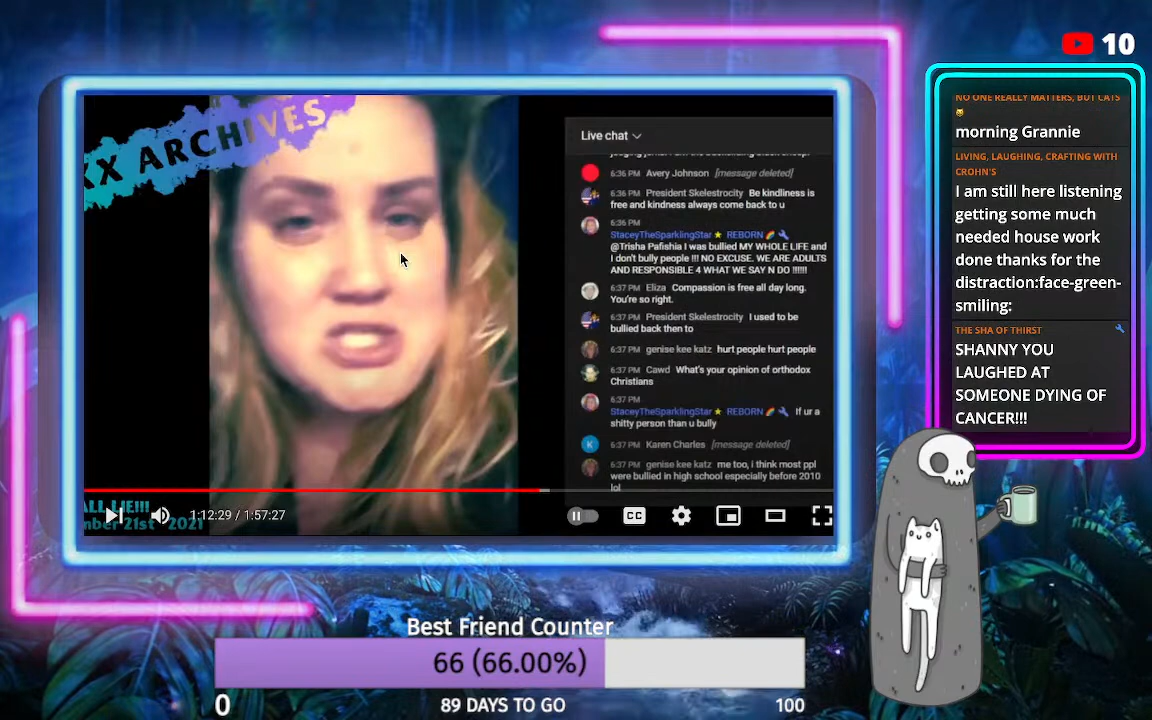 10
XX ARCHIVES
Live chat
6:36 PM Avery Johnson [message deleted]
6:36 PM President Skelestrocity Be kindliness is
free and kindness always come back to u
6:36 PM
StaceyTheSparklingStar ★ REBORN 🌈 🔧
@Trisha Pafishia I was bullied MY WHOLE LIFE and
I don't bully people !!! NO EXCUSE. WE ARE ADULTS
AND RESPONSIBLE 4 WHAT WE SAY N DO !!!!!!
6:37 PM Eliza Compassion is free all day long.
You're so right.
6:37 PM President Skelestrocity I used to be
bullied back then to
6:37 PM genise kee katz hurt people hurt people
6:37 PM Cawd What's your opinion of orthodox
Christians
6:37 PM
StaceyTheSparklingStar ★ REBORN 🌈 🔧 If ur a
shitty person than u bully
K
6:37 PM Karen Charles [message deleted]
6:37 PM genise kee katz me too, i think most ppl
were bullied in high school especially before 2010
lol
ALL LIE!!!
mber 21st 2021
1:12:29 / 1:57:27
CC
NO ONE REALLY MATTERS, BUT CATS
🐱
morning Grannie
LIVING, LAUGHING, CRAFTING WITH
CROHN'S
I am still here listening
getting some much
needed house work
done thanks for the
distraction:face-green-
smiling:
THE SHA OF THIRST
SHANNY YOU
LAUGHED AT
SOMEONE DYING OF
CANCER!!!
Best Friend Counter
66 (66.00%)
0
89 DAYS TO GO
100